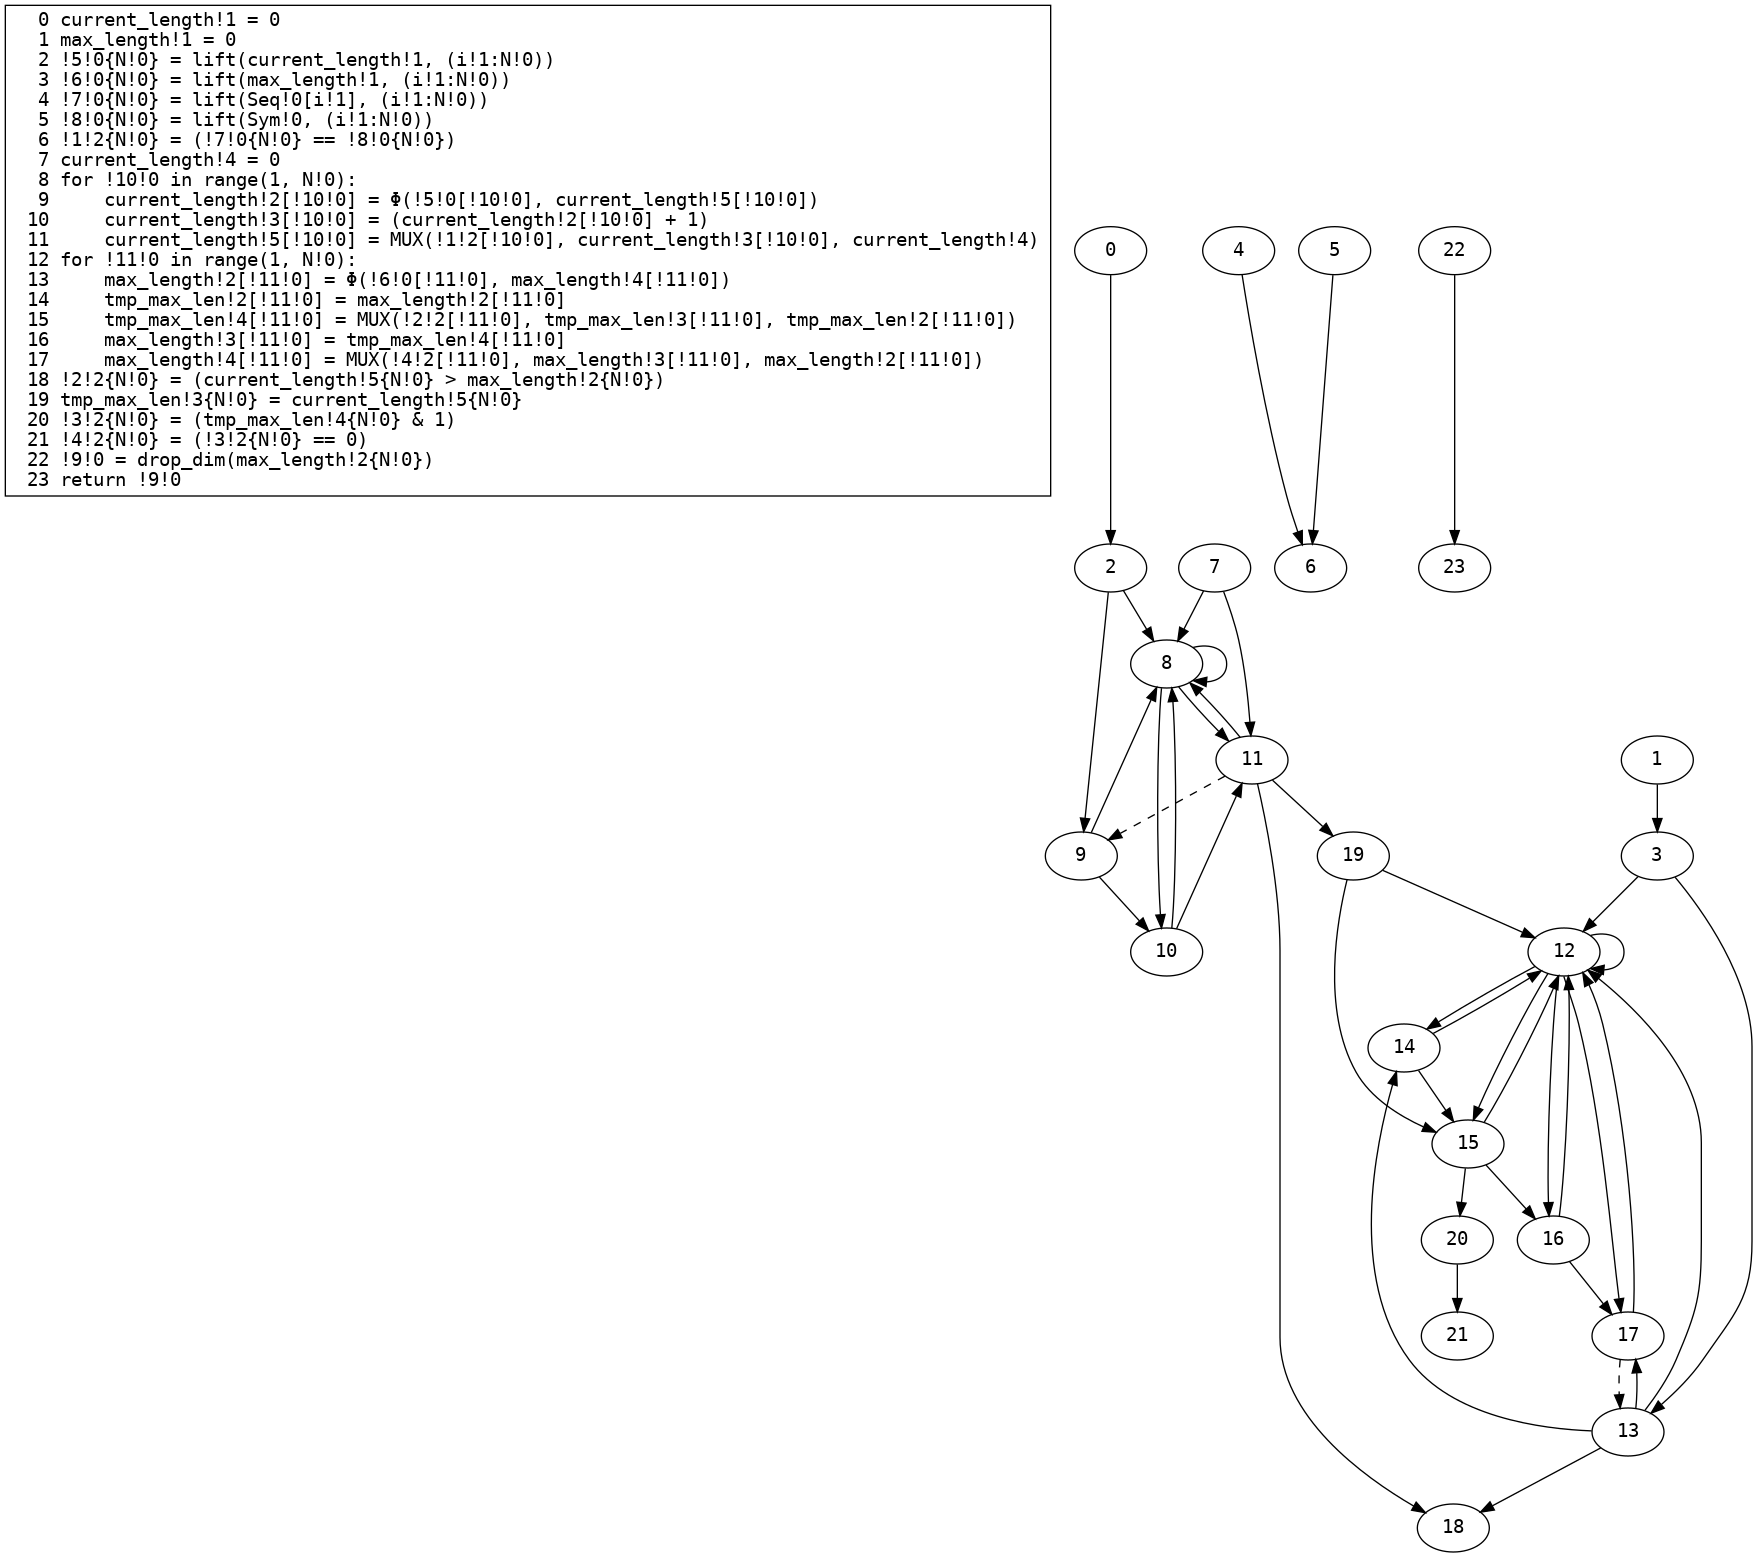 0 current_length!1 = 0
1 max_length!1 = 0
2 !5!0{N!0} = lift(current_length!1, (i!1:N!0))
3 !6!0{N!0} = lift(max_length!1, (i!1:N!0))
4 !7!0{N!0} = lift(Seq!0[i!1], (i!1:N!0))
5 !8!0{N!0} = lift(Sym!0, (i!1:N!0))
6 !1!2{N!0} = (!7!0{N!0} == !8!0{N!0})
7 current_length!4 = 0
8 for !10!0 in range(1, N!0):
9     current_length!2[!10!0] = Φ(!5!0[!10!0], current_length!5[!10!0])
10     current_length!3[!10!0] = (current_length!2[!10!0] + 1)
11     current_length!5[!10!0] = MUX(!1!2[!10!0], current_length!3[!10!0], current_length!4)
12 for !11!0 in range(1, N!0):
13     max_length!2[!11!0] = Φ(!6!0[!11!0], max_length!4[!11!0])
14     tmp_max_len!2[!11!0] = max_length!2[!11!0]
15     tmp_max_len!4[!11!0] = MUX(!2!2[!11!0], tmp_max_len!3[!11!0], tmp_max_len!2[!11!0])
16     max_length!3[!11!0] = tmp_max_len!4[!11!0]
17     max_length!4[!11!0] = MUX(!4!2[!11!0], max_length!3[!11!0], max_length!2[!11!0])
18 !2!2{N!0} = (current_length!5{N!0} > max_length!2{N!0})
19 tmp_max_len!3{N!0} = current_length!5{N!0}
20 !3!2{N!0} = (tmp_max_len!4{N!0} & 1)
21 !4!2{N!0} = (!3!2{N!0} == 0)
22 !9!0 = drop_dim(max_length!2{N!0})
23 return !9!0
0 4 5 22
2 7 6 23
8
11 1
9 19 3
10 12
14
15
20 16
21 17
13
18